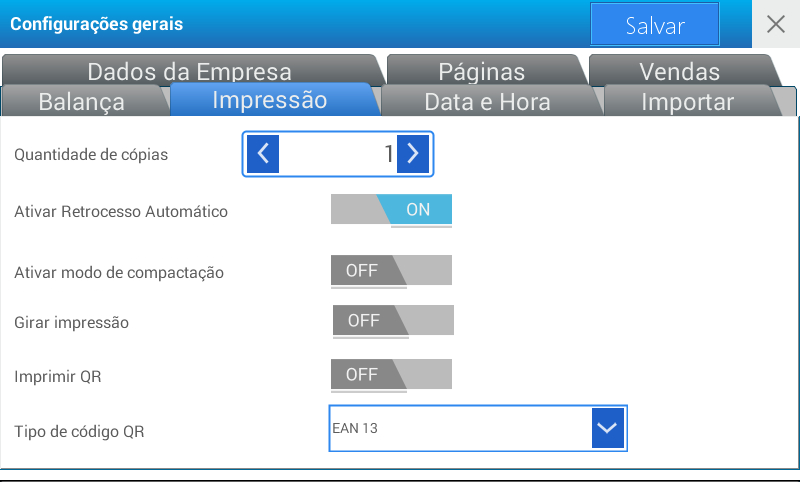 Configurações gerais
Salvar
Dados da Empresa
Páginas
Vendas
Balança
Impressão
Data e Hora
Importar
Quantidade de cópias
1
Ativar Retrocesso Automático
ON
Ativar modo de compactação
OFF
Girar impressão
OFF
Imprimir QR
OFF
Tipo de código QR
EAN 13